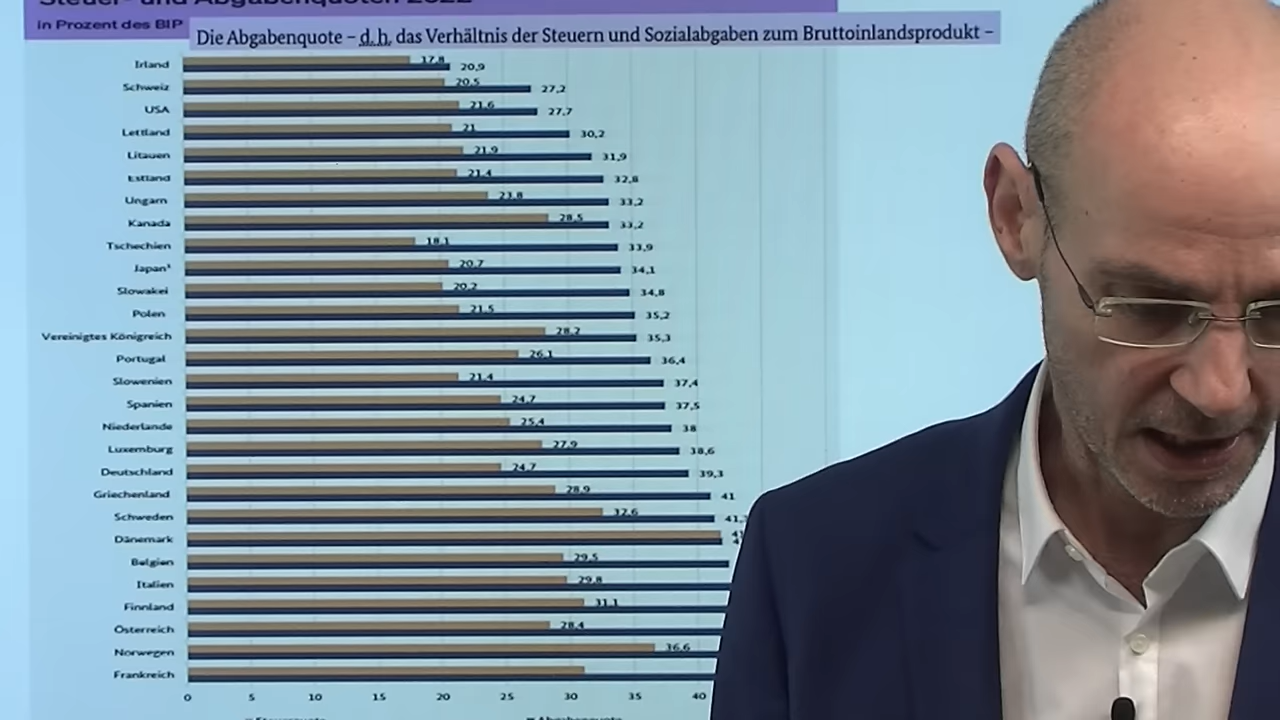 Steuer- und Abgabenquoten 2022
in Prozent des BIP
Die Abgabenquote – d. h. das Verhältnis der Steuern und Sozialabgaben zum Bruttoinlandsprodukt –
Irland 17,8 20,9
Schweiz 20,5 27,2
USA 21,6 27,7
Lettland 21 30,2
Litauen 21,9 31,9
Estland 21,4 32,8
Ungarn 23,8 33,2
Kanada 28,5 33,2
Tschechien 18,1 33,9
Japan³ 20,7 34,1
Slowakei 20,2 34,8
Polen 21,5 35,2
Vereinigtes Königreich 28,2 35,3
Portugal 26,1 36,4
Slowenien 21,4 37,4
Spanien 24,7 37,5
Niederlande 25,4 38
Luxemburg 27,9 38,6
Deutschland 24,7 39,3
Griechenland 28,9 41
Schweden 32,6
Dänemark
Belgien 29,5
Italien 29,8
Finnland 31,1
Österreich 28,4
Norwegen 36,6
Frankreich
0 5 10 15 20 25 30 35 40
Steuerquote Abgabenquote